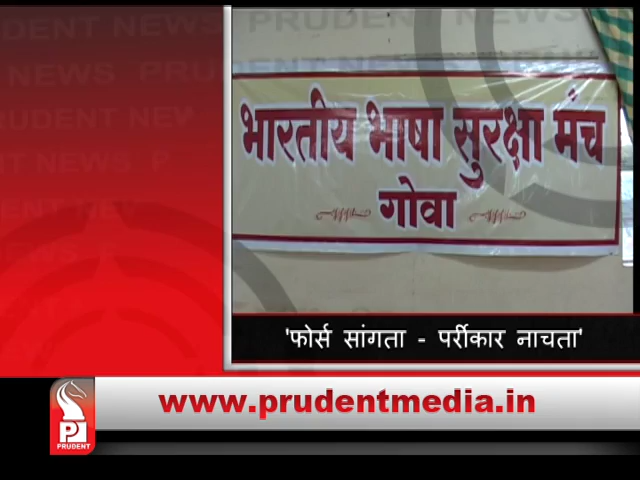 भारतीय भाषा सुरक्षा मंच
गोवा
'फोर्स सांगता - पर्रीकार नाचता'
www.prudentmedia.in
PRUDENT